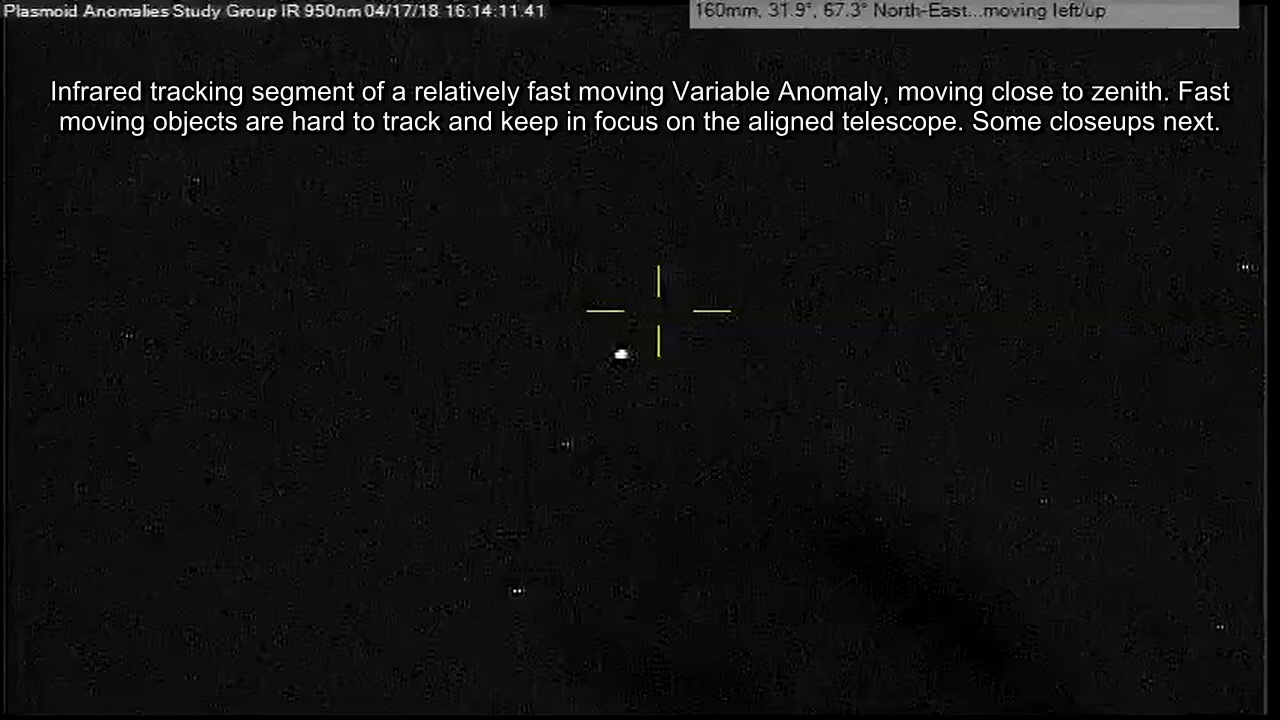 Plasmoid Anomalies Study Group IR 950nm 04/17/18 16:14:11.41
160mm, 31.9°, 67.3° North-East...moving left/up
Infrared tracking segment of a relatively fast moving Variable Anomaly, moving close to zenith. Fast
moving objects are hard to track and keep in focus on the aligned telescope. Some closeups next.